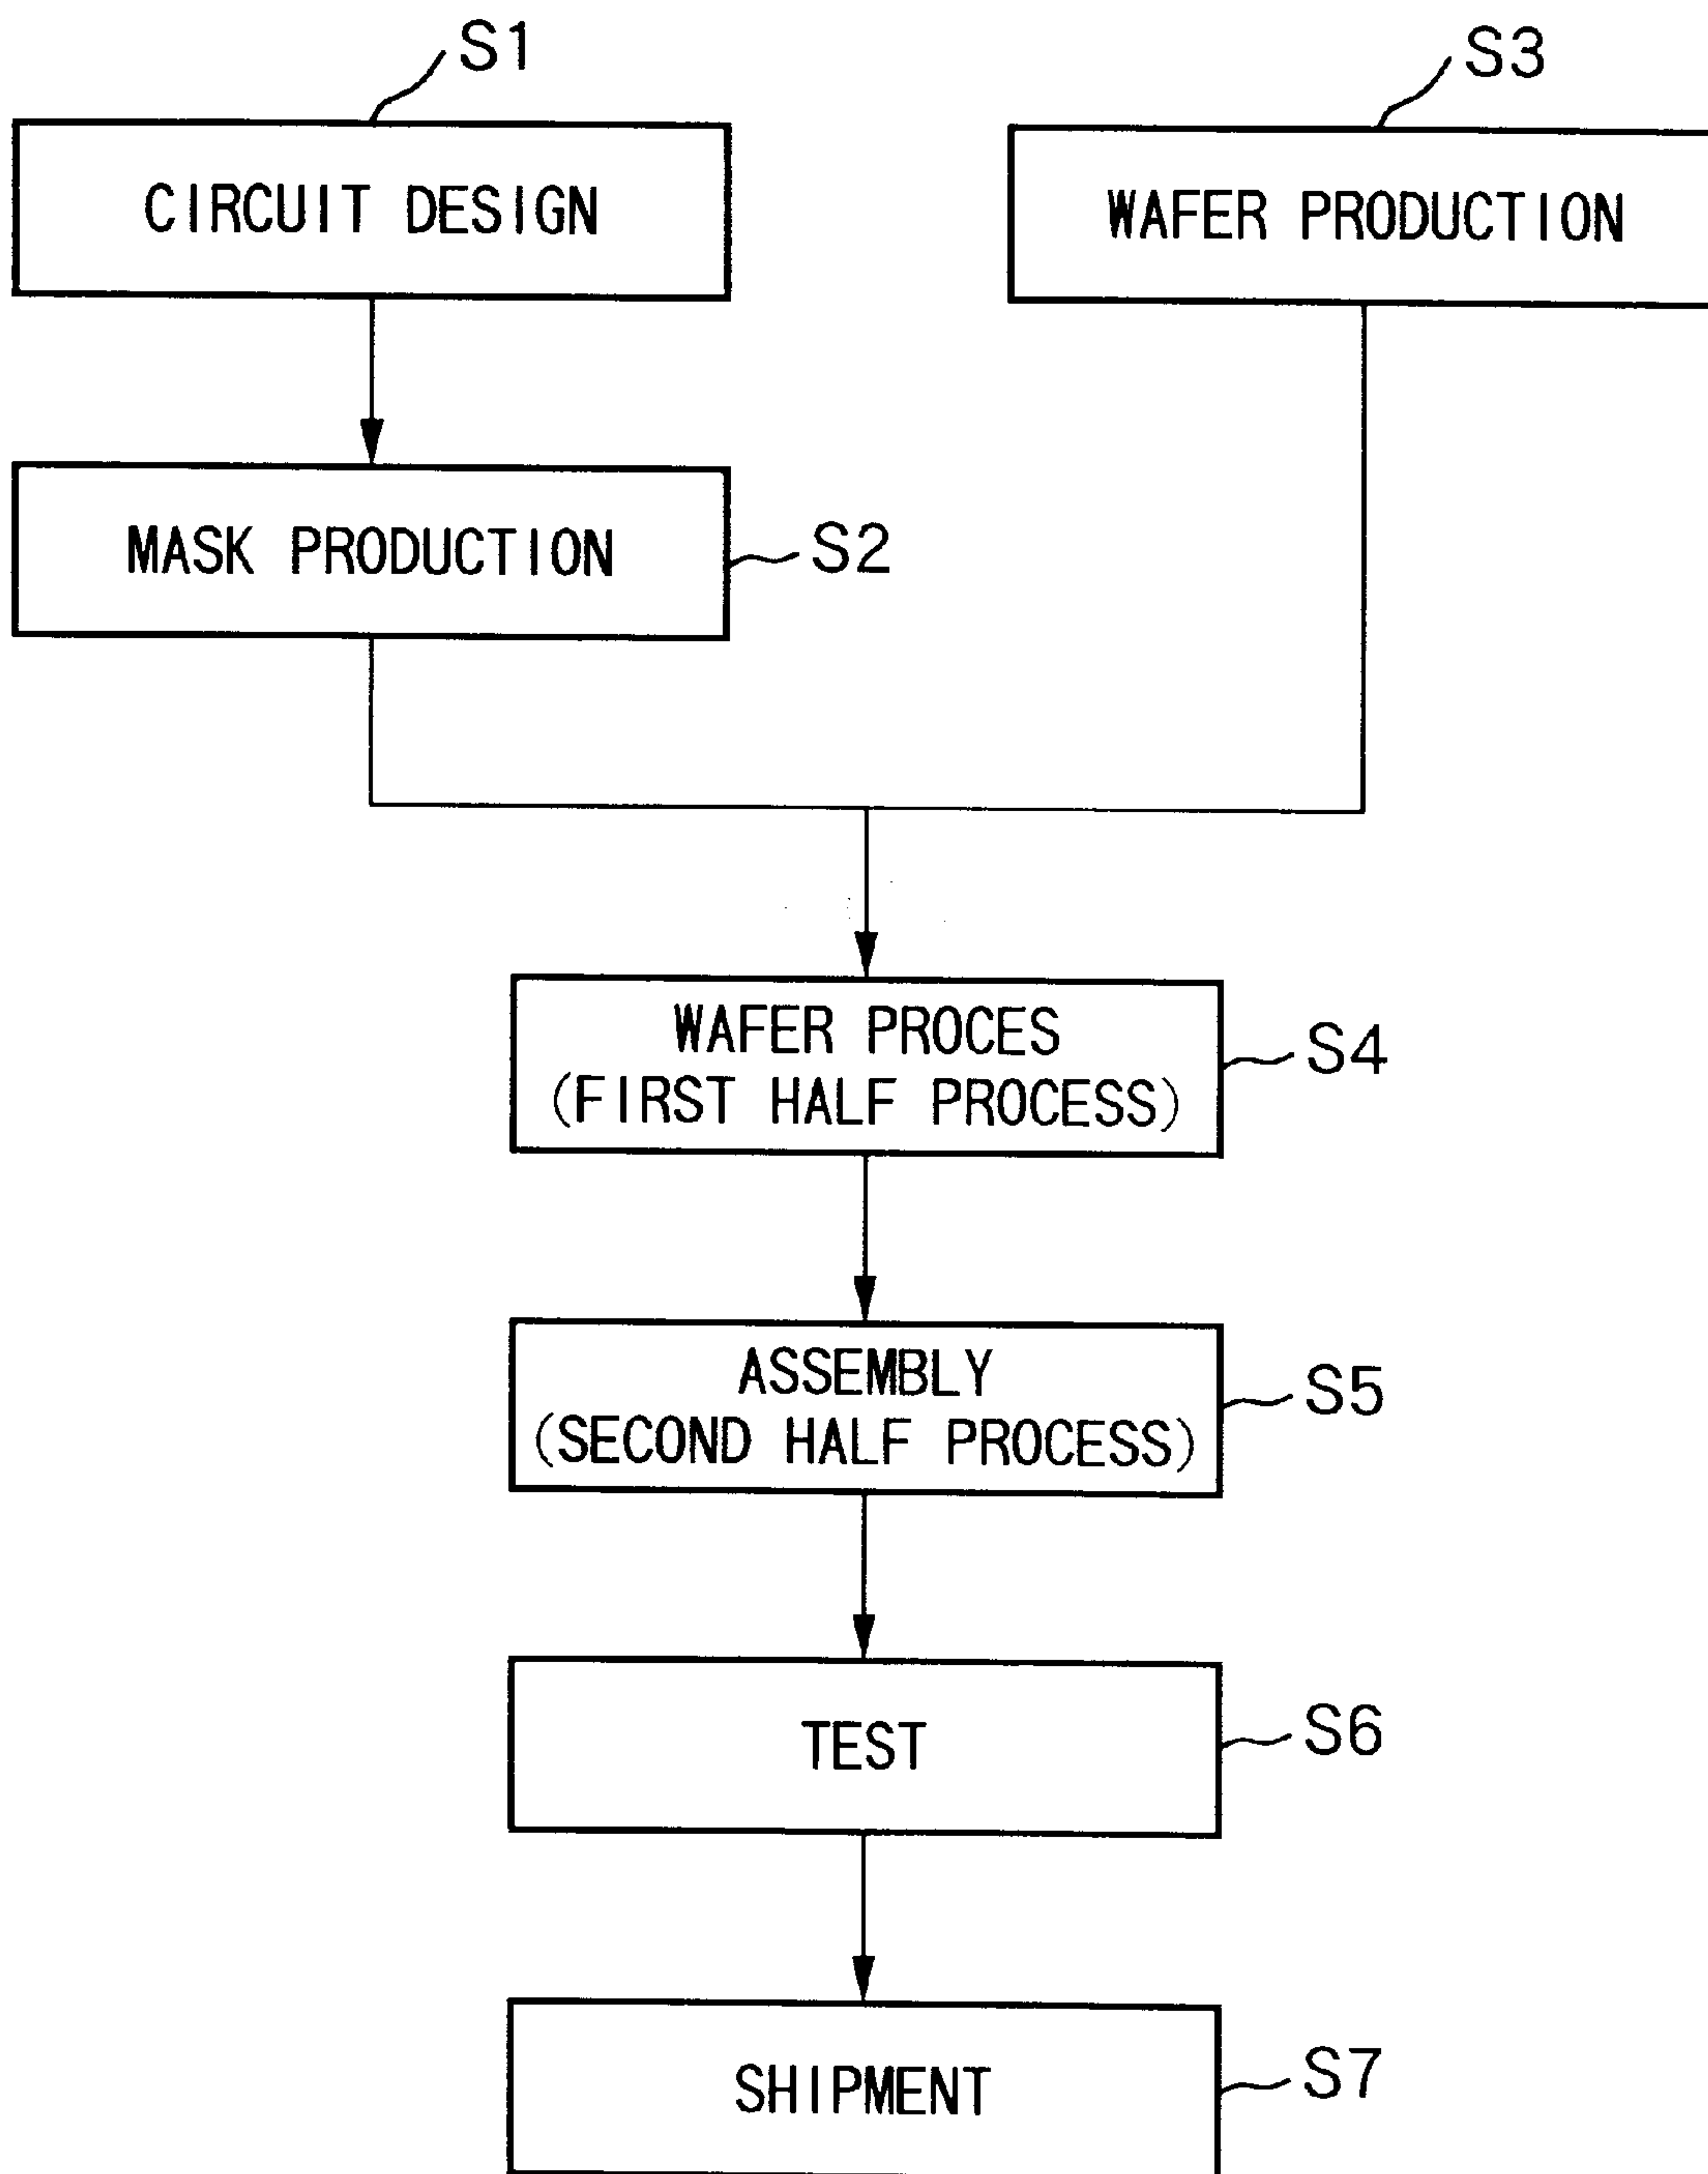 S1
S3
CIRCUIT DESIGN
WAFER PRODUCTION
MASK PRODUCTION
S2
WAFER PROCES
(FIRST HALF PROCESS)
S4
ASSEMBLY
(SECOND HALF PROCESS)
S5
TEST
S6
SHIPMENT
S7